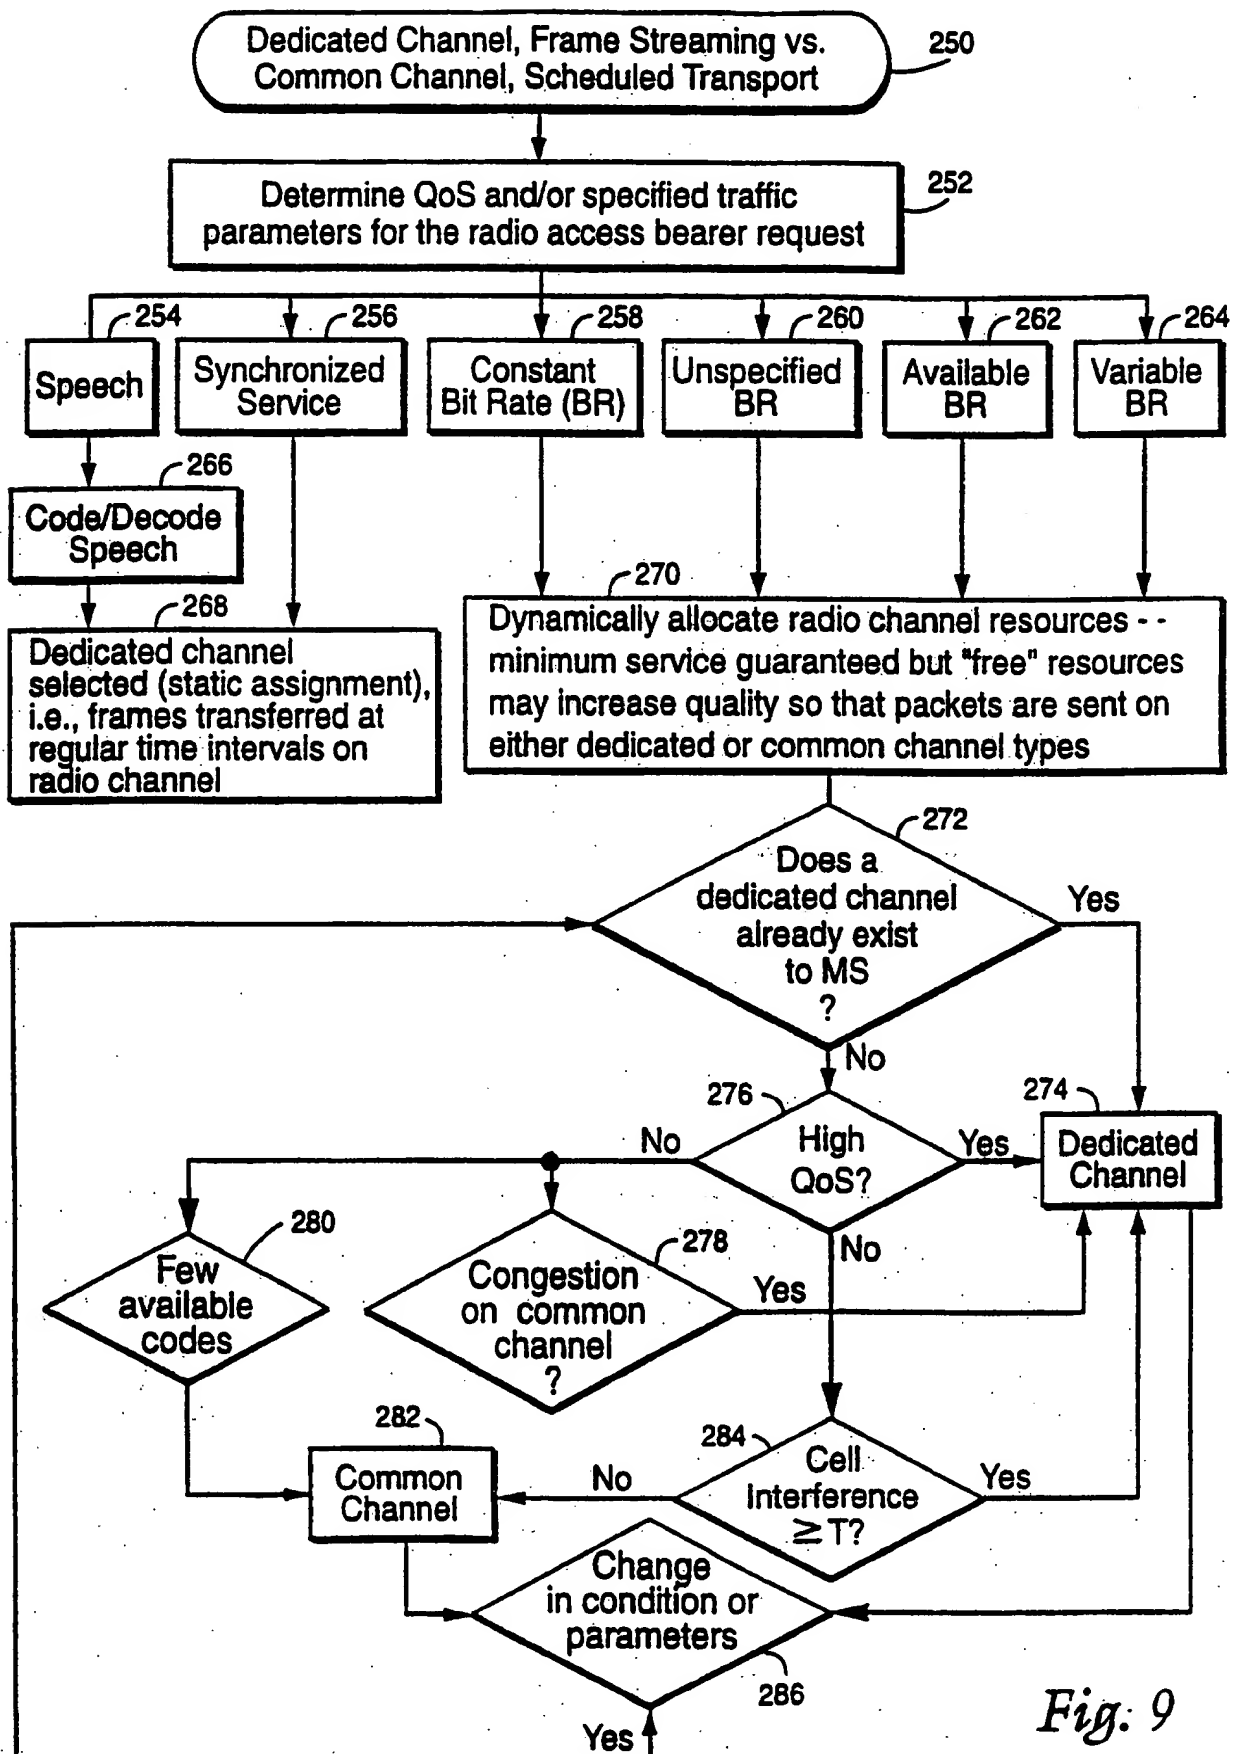 Dedicated Channel, Frame Streaming vs.
Common Channel, Scheduled Transport
250
Determine QoS and/or specified traffic
parameters for the radio access bearer request
252
254
256
258
260
262
264
Speech
Synchronized
Service
Constant
Bit Rate (BR)
Unspecified
BR
Available
BR
Variable
BR
266
Code/Decode
Speech
268
270
Dedicated channel
selected (static assignment),
i.e., frames transferred at
regular time intervals on
radio channel
Dynamically allocate radio channel resources --
minimum service guaranteed but "free" resources
may increase quality so that packets are sent on
either dedicated or common channel types
272
Does a
dedicated channel
already exist
to MS
?
Yes
No
276
274
High
QoS?
No
Yes
Dedicated
Channel
No
280
Few
available
codes
278
Congestion
on common
channel
?
Yes
282
Common
Channel
284
Cell
Interference
≥ T?
No
Yes
Change
in condition or
parameters
286
Yes
Fig. 9